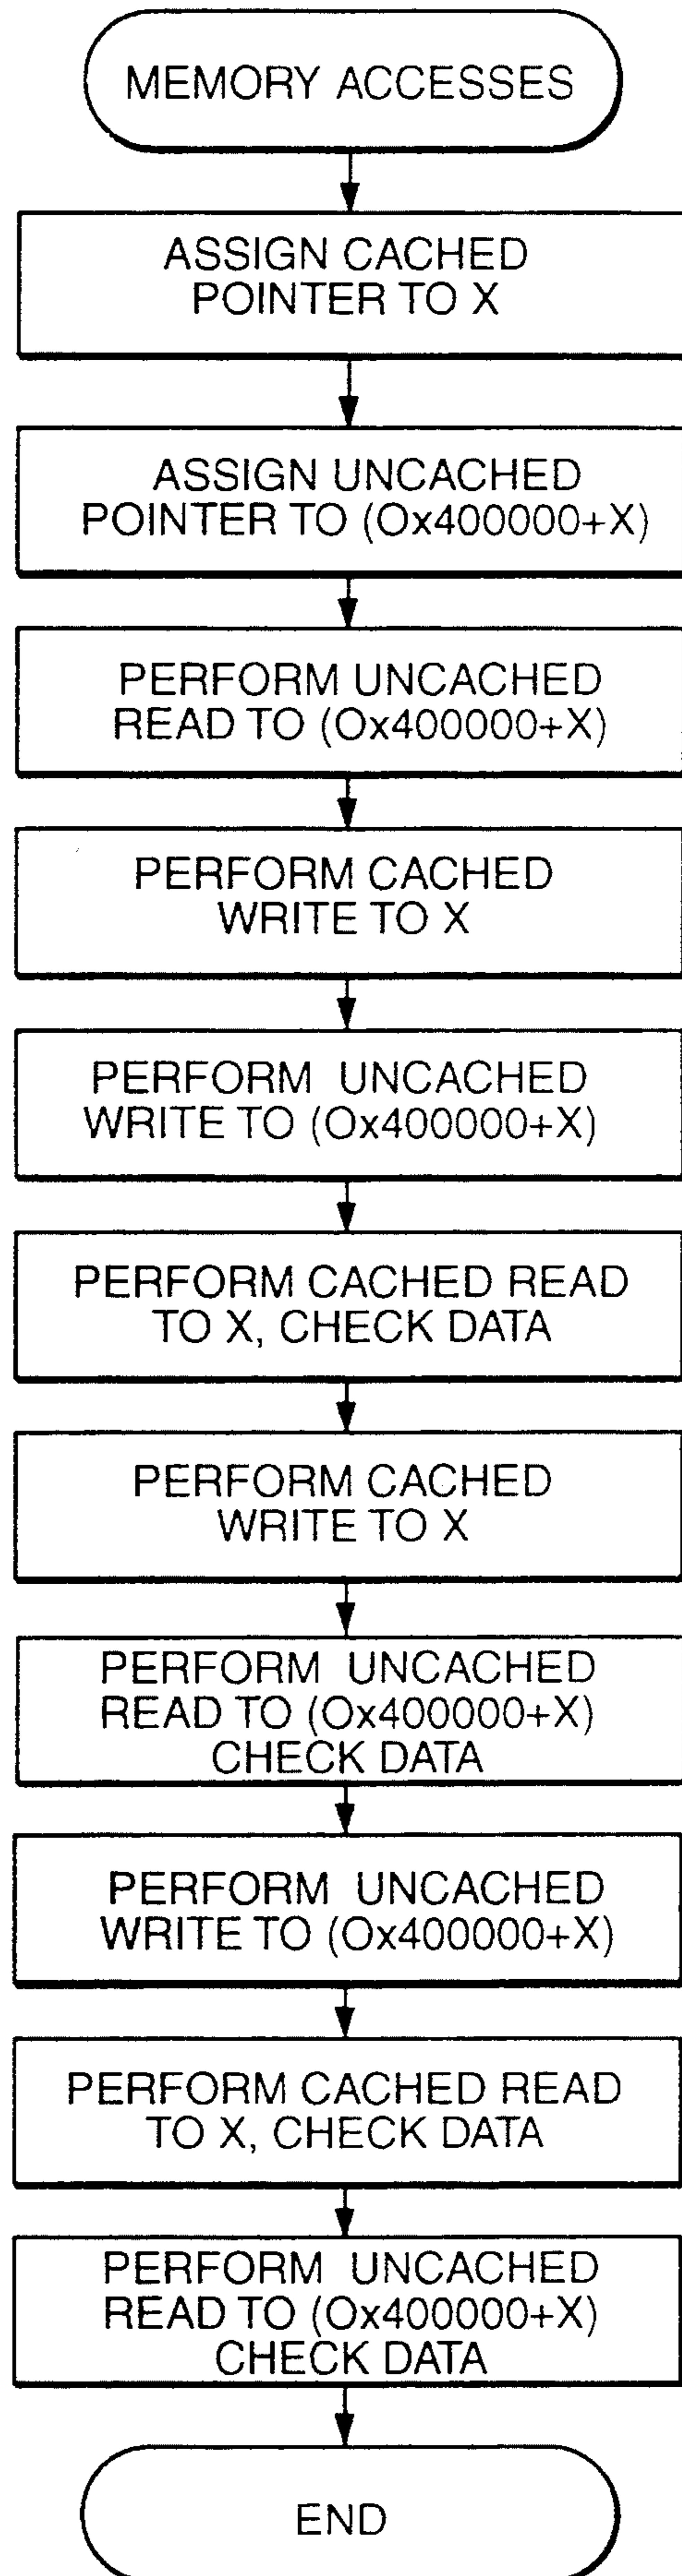 MEMORY ACCESSES
ASSIGN CACHED
POINTER TO X
ASSIGN UNCACHED
POINTER TO (Ox400000+X)
PERFORM UNCACHED
READ TO (Ox400000+X)
PERFORM CACHED
WRITE TO X
PERFORM UNCACHED
WRITE TO (Ox400000+X)
PERFORM CACHED READ
TO X, CHECK DATA
PERFORM CACHED
WRITE TO X
PERFORM UNCACHED
READ TO (Ox400000+X)
CHECK DATA
PERFORM UNCACHED
WRITE TO (Ox400000+X)
PERFORM CACHED READ
TO X, CHECK DATA
PERFORM UNCACHED
READ TO (Ox400000+X)
CHECK DATA
END